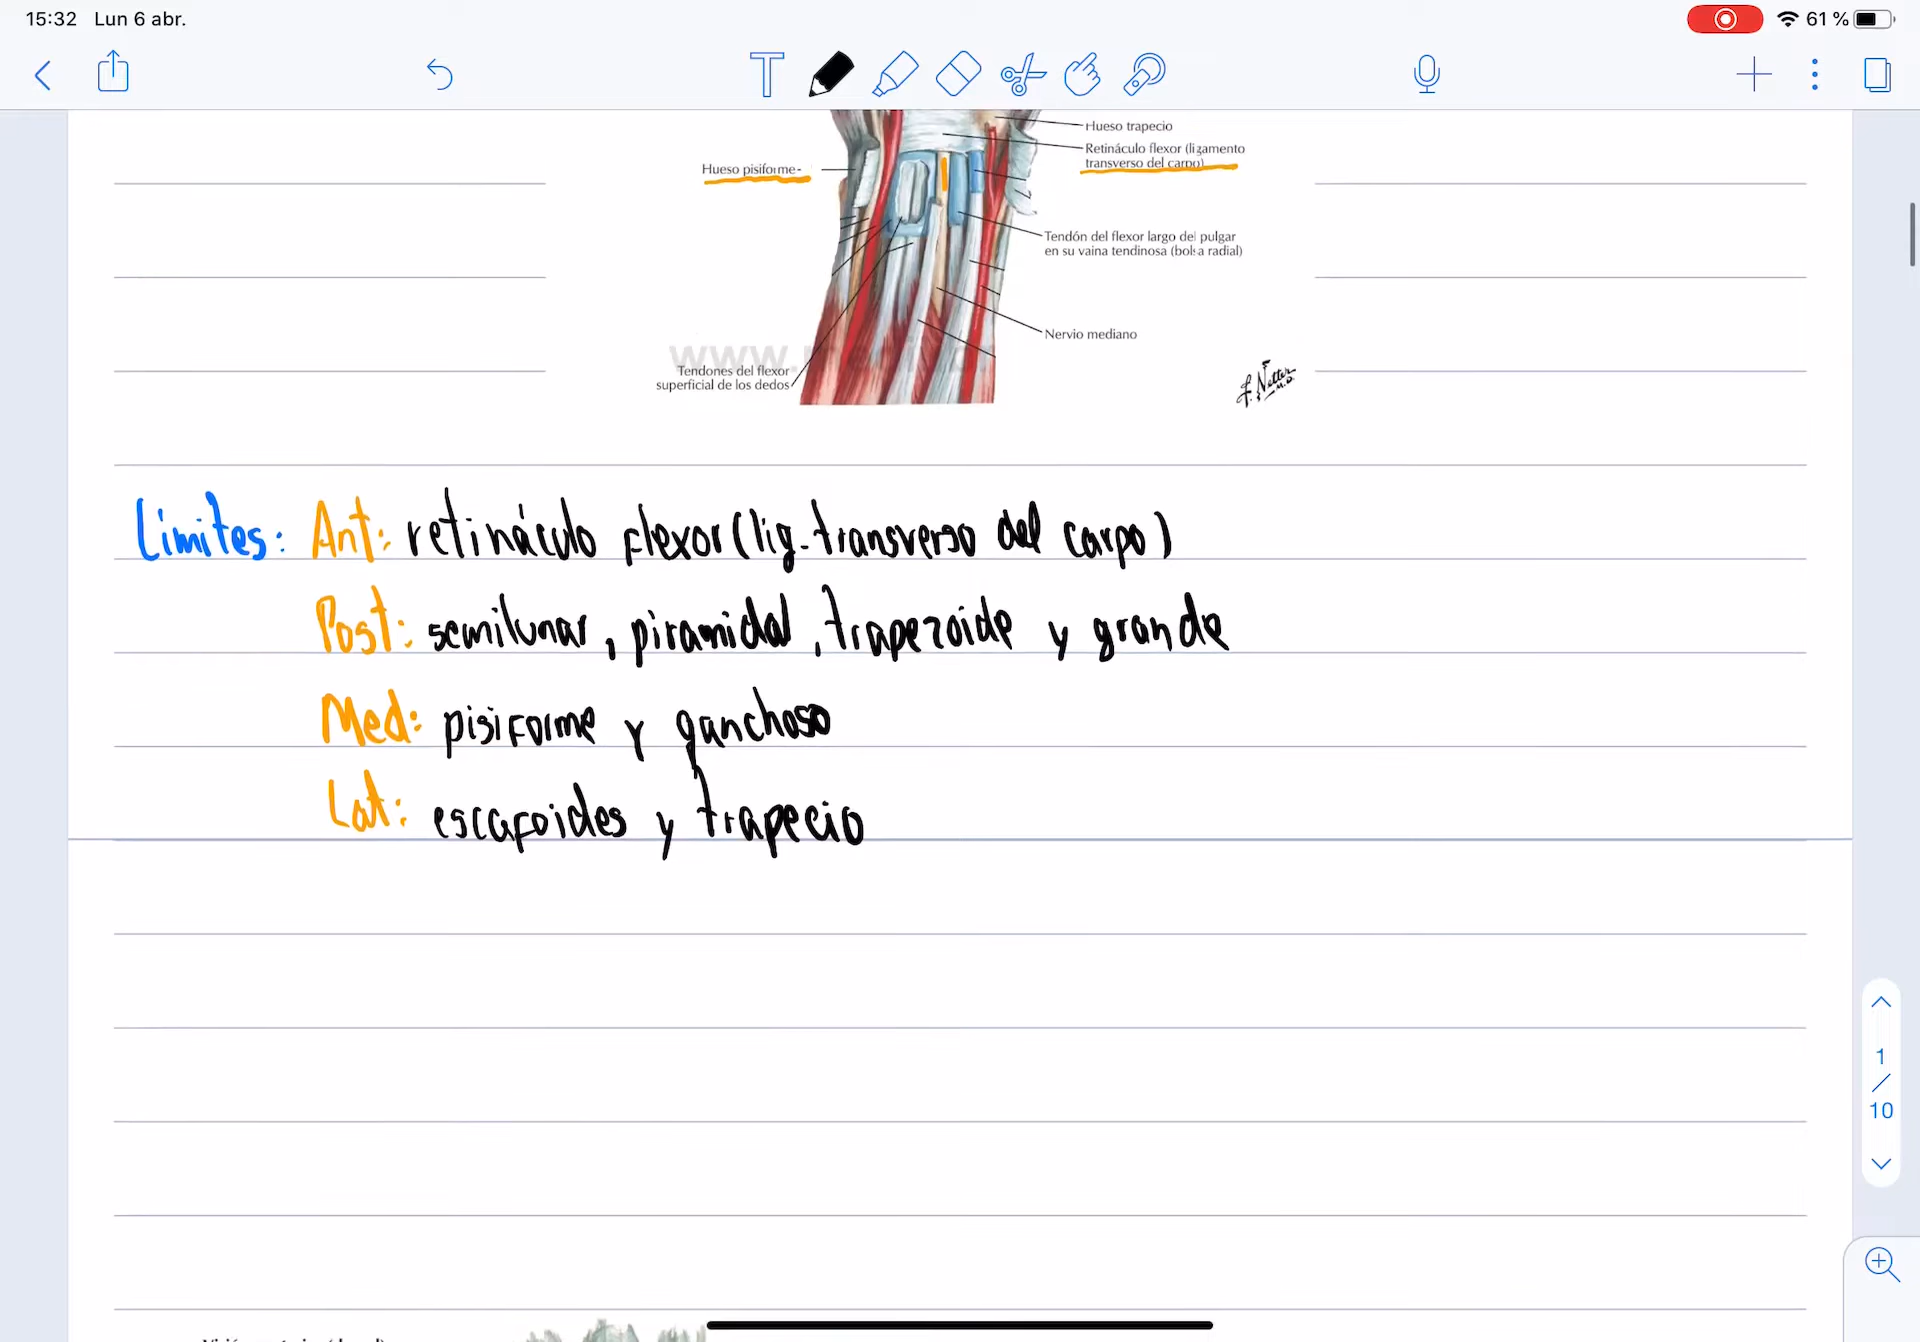 15:32 Lun 6 abr. 61 %
Hueso trapecio
Retináculo flexor (ligamento
transverso del carpo)
Hueso pisiforme
Tendón del flexor largo del pulgar
en su vaina tendinosa (bolsa radial)
Nervio mediano
www.
Tendones del flexor
superficial de los dedos
F. Netter M.D.
Límites: Ant: retináculo flexor (lig. transverso del carpo)
Post: semilunar, piramidal, trapezoide y grande
Med: pisiforme y ganchoso
Lat: escafoides y trapecio
1
/
10